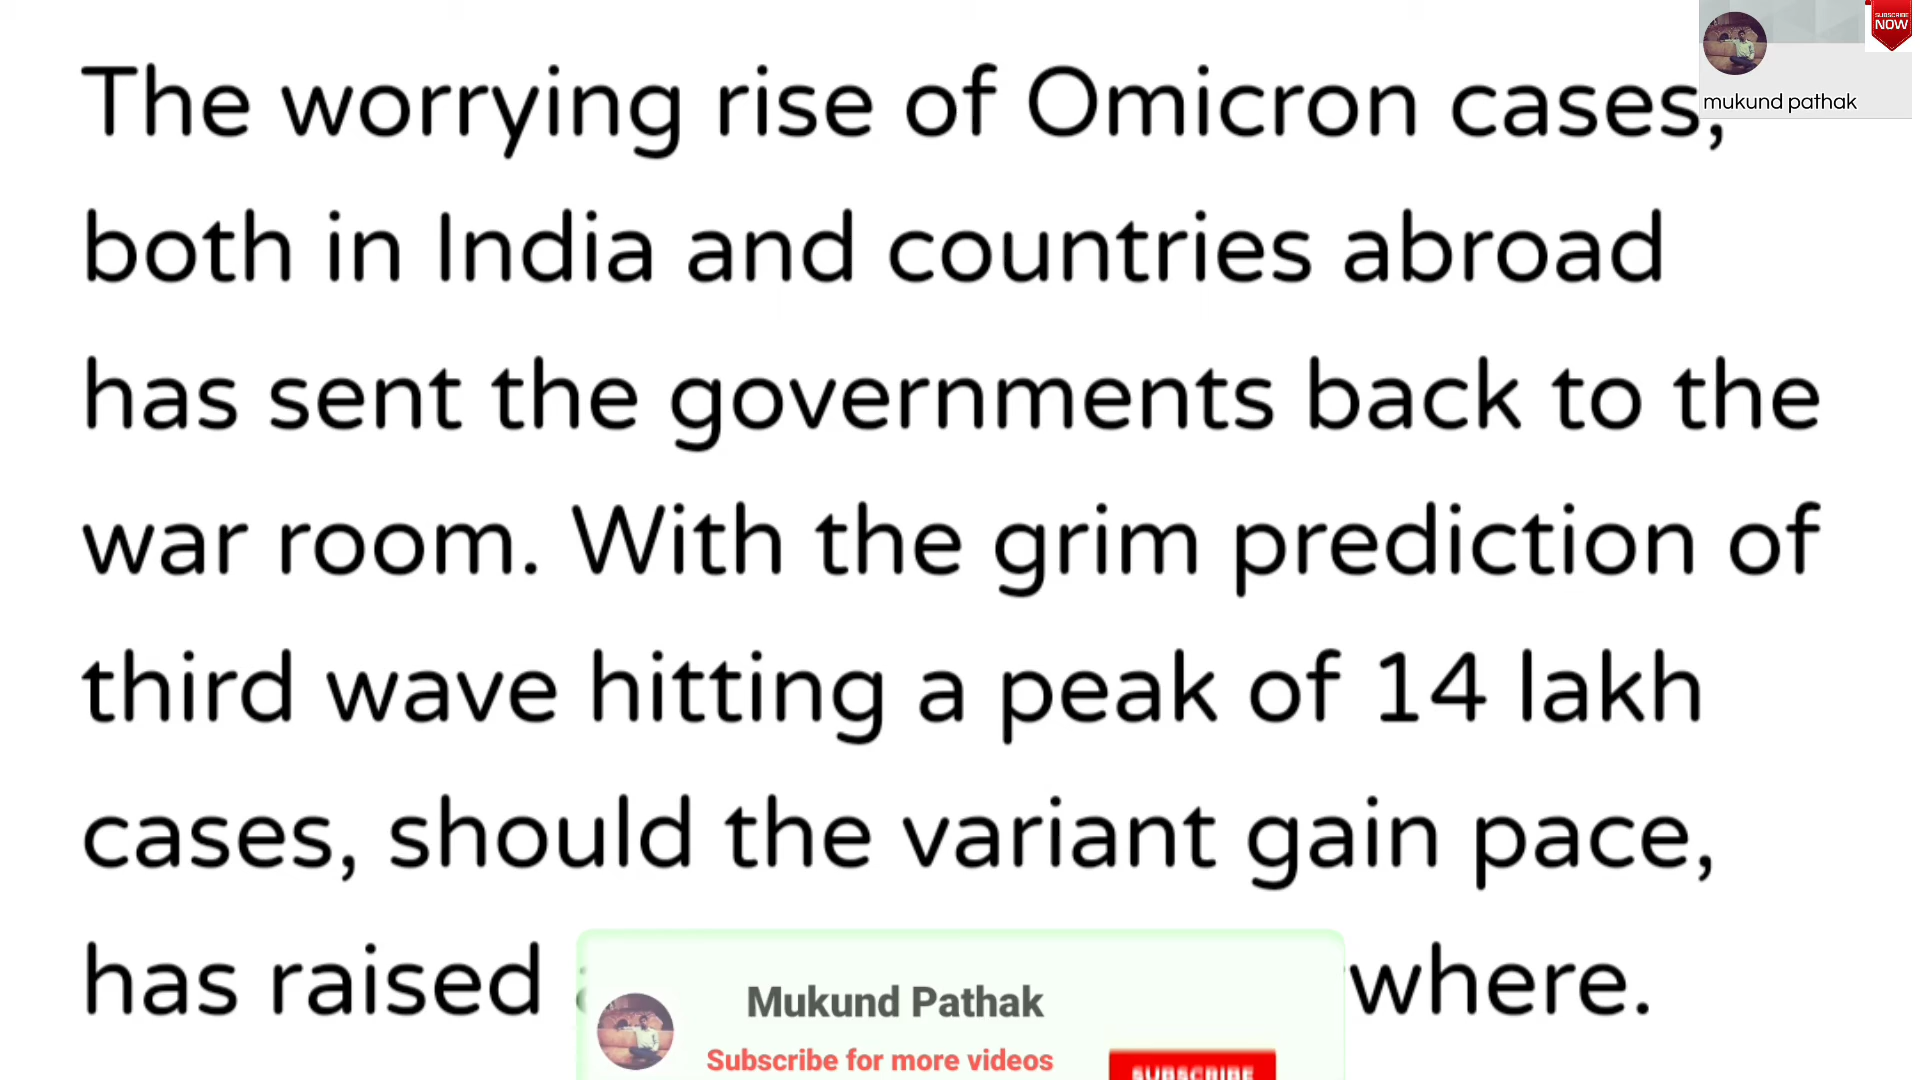 SUBSCRIBE
NOW
mukund pathak
The worrying rise of Omicron cases,
both in India and countries abroad
has sent the governments back to the
war room. With the grim prediction of
third wave hitting a peak of 14 lakh
cases, should the variant gain pace,
has raised where.
Mukund Pathak
Subscribe for more videos
SUBSCRIBE